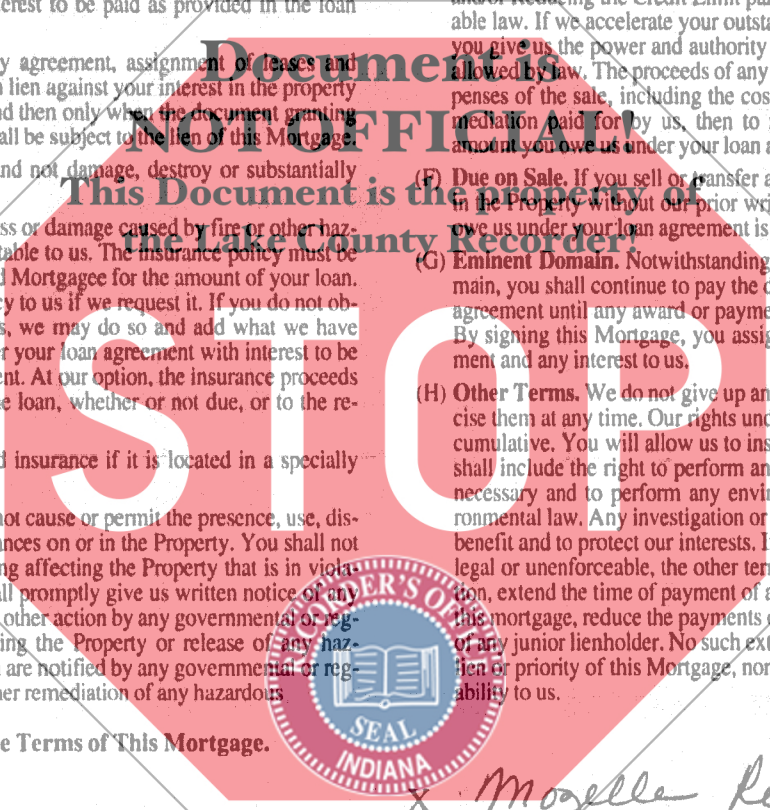 erest to be paid as provided in the loan
y agreement, assignment of leases and
lien against your interest in the property
nd then only when the document granting
all be subject to the lien of this Mortgage.
nd not damage, destroy or substantially
ss or damage caused by fire or other haz-
table to us. The insurance policy must be
d Mortgagee for the amount of your loan.
cy to us if we request it. If you do not ob-
s, we may do so and add what we have
er your loan agreement with interest to be
ent. At our option, the insurance proceeds
e loan, whether or not due, or to the re-
d insurance if it is located in a specially
not cause or permit the presence, use, dis-
ances on or in the Property. You shall not
ng affecting the Property that is in viola-
all promptly give us written notice of any
other action by any governmental or reg-
ing the Property or release of any haz-
are notified by any governmental or reg-
her remediation of any hazardous
e Terms of This Mortgage.
and/or Reducing the Credit Limit
able law. If we accelerate your outsta
you give us the power and authority
allowed by law. The proceeds of any
penses of the sale, including the cos
mediation paid for by us, then to
amount you owe us under your loan a
(F) Due on Sale. If you sell or transfer a
in the Property without our prior wri
owe us under your loan agreement is
(G) Eminent Domain. Notwithstanding
main, you shall continue to pay the d
agreement until any award or payme
By signing this Mortgage, you assig
ment and any interest to us.
(H) Other Terms. We do not give up an
cise them at any time. Our rights und
cumulative. You will allow us to ins
shall include the right to perform an
necessary and to perform any envir
ronmental law. Any investigation or
benefit and to protect our interests. I
legal or unenforceable, the other ter
tion, extend the time of payment of a
this mortgage, reduce the payments o
of any junior lienholder. No such ext
lien or priority of this Mortgage, nor
ability to us.
Document is
NOT OFFICIAL!
This Document is the property of
the Lake County Recorder!
STOP
RECORDER'S OFFICE
SEAL
INDIANA
X